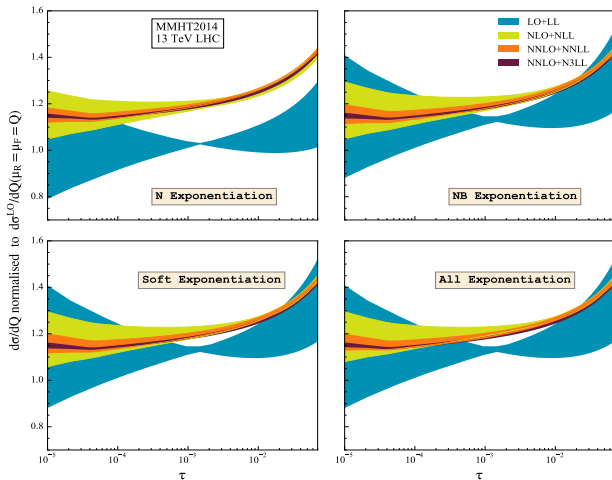 dσ/dQ normalised to dσ^LO/dQ(μ_R = μ_F = Q)
1.6
1.4
1.2
1.0
0.8
MMHT2014
13 TeV LHC
N Exponentiation
LO+LL
NLO+NLL
NNLO+NNLL
NNLO+N3LL
NB Exponentiation
1.6
1.4
1.2
1.0
0.8
Soft Exponentiation
All Exponentiation
10⁻⁵ 10⁻⁴ 10⁻³ 10⁻²
10⁻⁵ 10⁻⁴ 10⁻³ 10⁻²
τ
τ